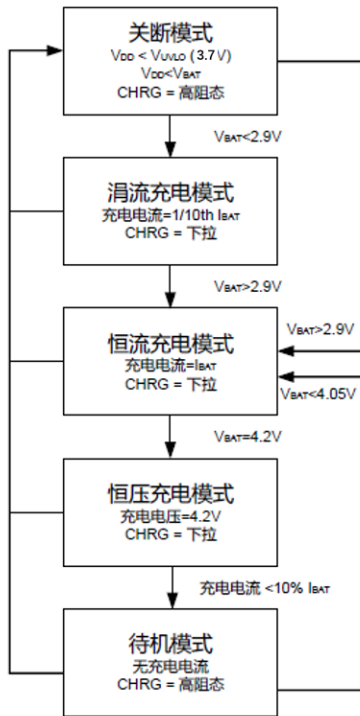 关断模式
VDD < VUVLO (3.7V)
VDD<VBAT
CHRG = 高阻态
VBAT<2.9V
涓流充电模式
充电电流=1/10th IBAT
CHRG = 下拉
VBAT>2.9V
恒流充电模式
充电电流=IBAT
CHRG = 下拉
VBAT>2.9V
VBAT<4.05V
VBAT=4.2V
恒压充电模式
充电电压=4.2V
CHRG = 下拉
充电电流 <10% IBAT
待机模式
无充电电流
CHRG = 高阻态